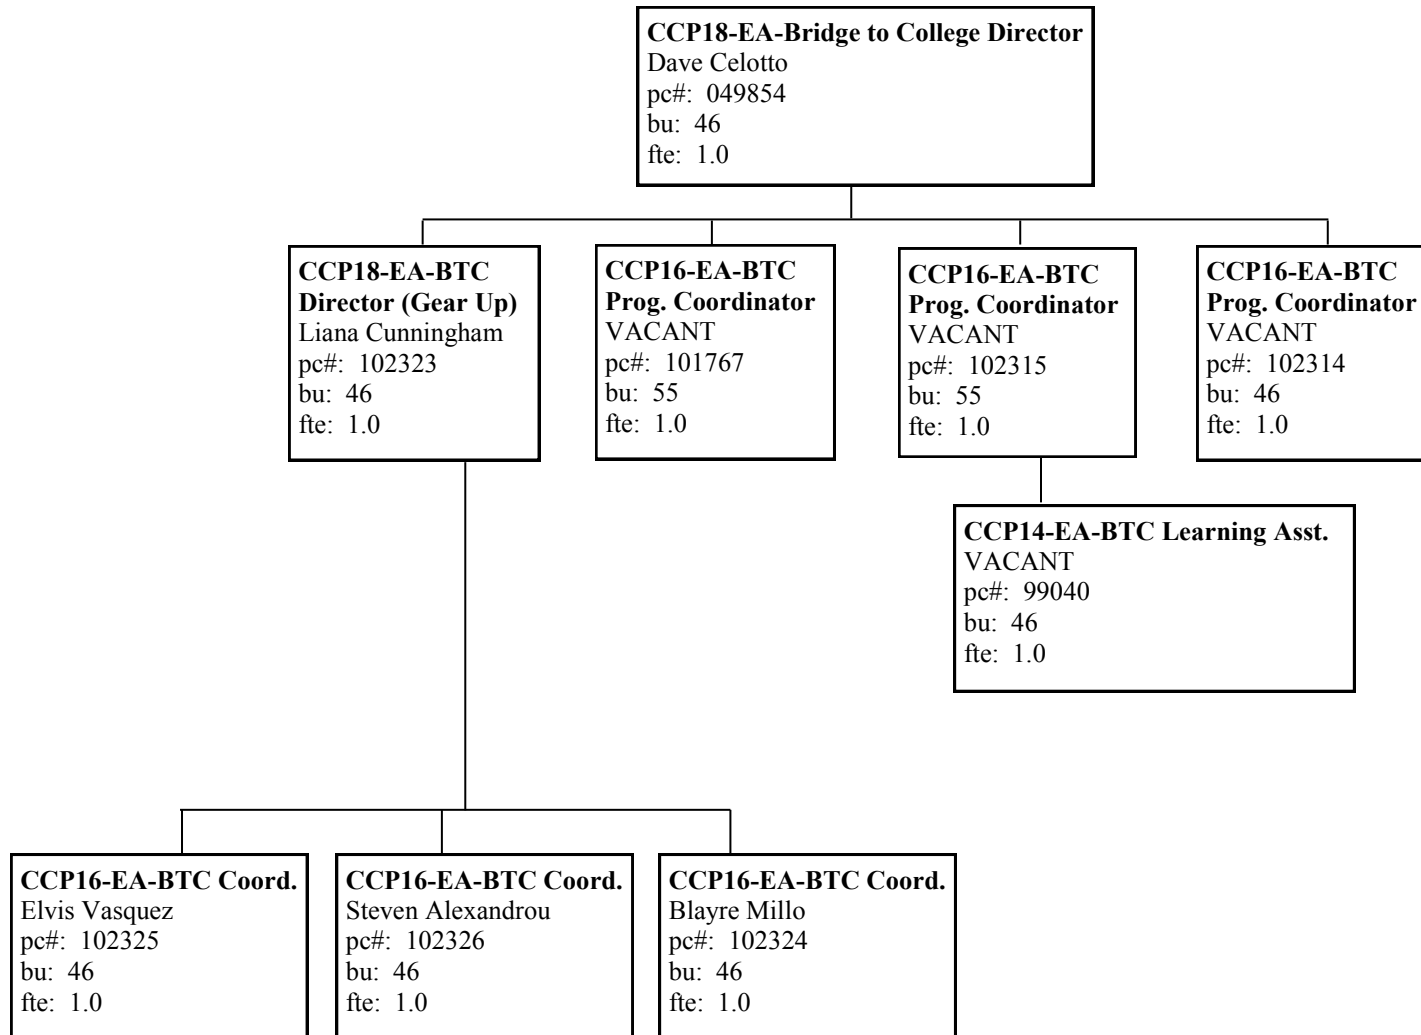 CCP18-EA-Bridge to College Director
Dave Celotto
pc#: 049854
bu: 46
fte: 1.0
CCP18-EA-BTC
Director (Gear Up)
Liana Cunningham
pc#: 102323
bu: 46
fte: 1.0
CCP16-EA-BTC
Prog. Coordinator
VACANT
pc#: 101767
bu: 55
fte: 1.0
CCP16-EA-BTC
Prog. Coordinator
VACANT
pc#: 102315
bu: 55
fte: 1.0
CCP16-EA-BTC
Prog. Coordinator
VACANT
pc#: 102314
bu: 46
fte: 1.0
CCP14-EA-BTC Learning Asst.
VACANT
pc#: 99040
bu: 46
fte: 1.0
CCP16-EA-BTC Coord.
Elvis Vasquez
pc#: 102325
bu: 46
fte: 1.0
CCP16-EA-BTC Coord.
Steven Alexandrou
pc#: 102326
bu: 46
fte: 1.0
CCP16-EA-BTC Coord.
Blayre Millo
pc#: 102324
bu: 46
fte: 1.0